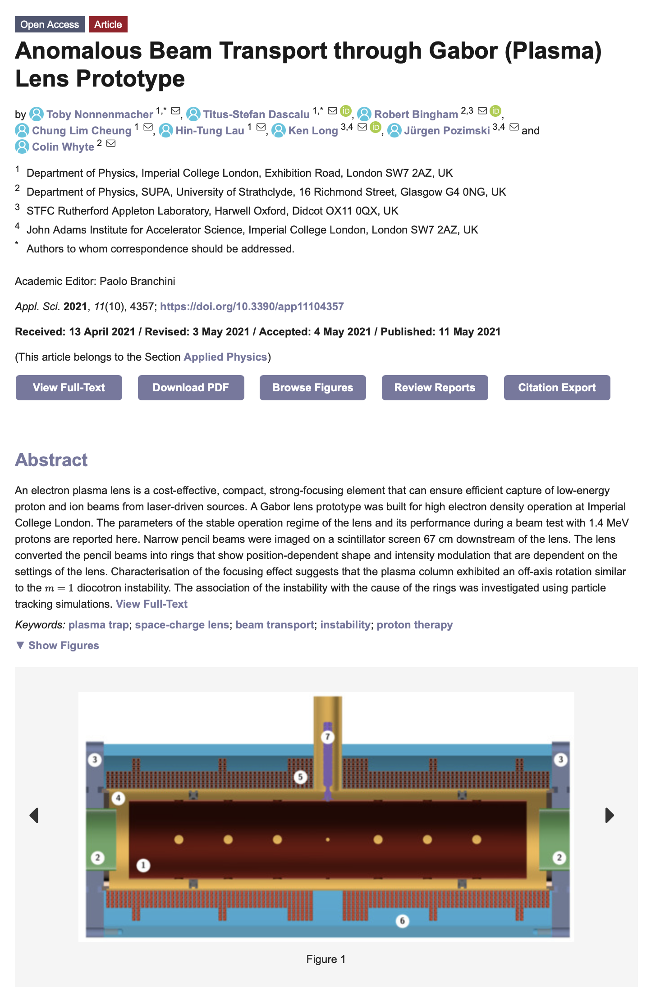 Open Access Article
Anomalous Beam Transport through Gabor (Plasma)
Lens Prototype
by Toby Nonnenmacher 1,* , Titus-Stefan Dascalu 1,* iD , Robert Bingham 2,3 iD ,
Chung Lim Cheung 1 , Hin-Tung Lau 1 , Ken Long 3,4 iD , Jürgen Pozimski 3,4 and
Colin Whyte 2
1 Department of Physics, Imperial College London, Exhibition Road, London SW7 2AZ, UK
2 Department of Physics, SUPA, University of Strathclyde, 16 Richmond Street, Glasgow G4 0NG, UK
3 STFC Rutherford Appleton Laboratory, Harwell Oxford, Didcot OX11 0QX, UK
4 John Adams Institute for Accelerator Science, Imperial College London, London SW7 2AZ, UK
* Authors to whom correspondence should be addressed.
Academic Editor: Paolo Branchini
Appl. Sci. 2021, 11(10), 4357; https://doi.org/10.3390/app11104357
Received: 13 April 2021 / Revised: 3 May 2021 / Accepted: 4 May 2021 / Published: 11 May 2021
(This article belongs to the Section Applied Physics)
View Full-Text Download PDF Browse Figures Review Reports Citation Export
Abstract
An electron plasma lens is a cost-effective, compact, strong-focusing element that can ensure efficient capture of low-energy
proton and ion beams from laser-driven sources. A Gabor lens prototype was built for high electron density operation at Imperial
College London. The parameters of the stable operation regime of the lens and its performance during a beam test with 1.4 MeV
protons are reported here. Narrow pencil beams were imaged on a scintillator screen 67 cm downstream of the lens. The lens
converted the pencil beams into rings that show position-dependent shape and intensity modulation that are dependent on the
settings of the lens. Characterisation of the focusing effect suggests that the plasma column exhibited an off-axis rotation similar
to the m = 1 diocotron instability. The association of the instability with the cause of the rings was investigated using particle
tracking simulations. View Full-Text
Keywords: plasma trap; space-charge lens; beam transport; instability; proton therapy
▼ Show Figures
7
3 3
5
4
2 2
1
6
Figure 1